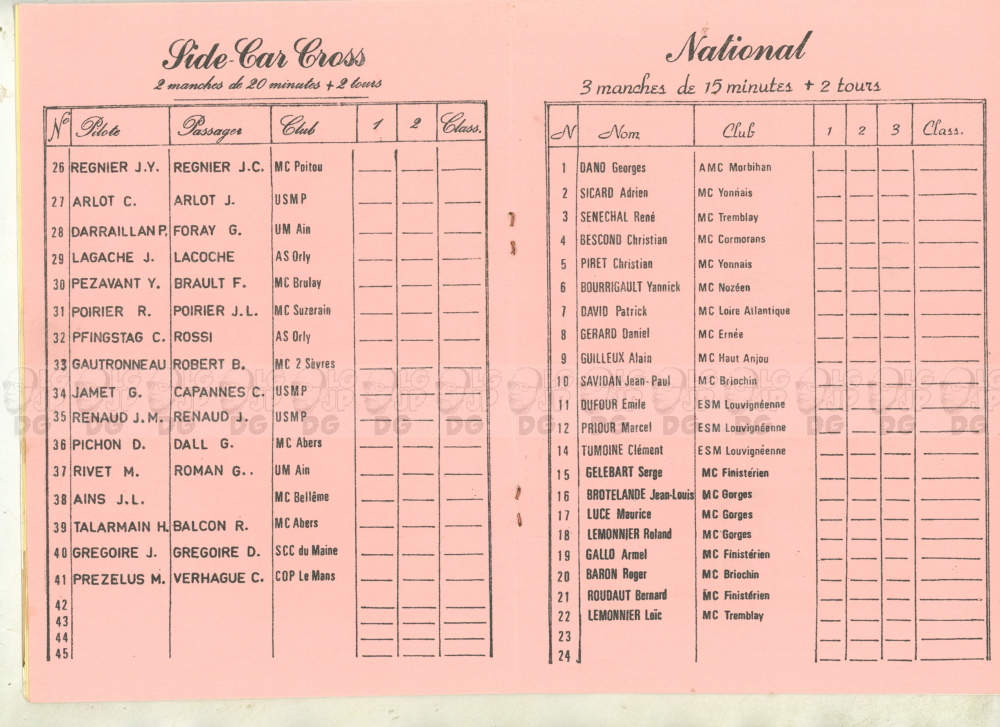 Side-Car Cross
2 manches de 20 minutes + 2 tours
N° Pilote Passager Club 1 2 Class.
26 REGNIER J.Y. REGNIER J.C. MC Poitou
27 ARLOT C. ARLOT J. USMP
28 DARRAILLAN P. FORAY G. UM Ain
29 LAGACHE J. LACOCHE AS Orly
30 PEZAVANT Y. BRAULT F. MC Brulay
31 POIRIER R. POIRIER J.L. MC Suzerain
32 PFINGSTAG C. ROSSI AS Orly
33 GAUTRONNEAU ROBERT B. MC 2 Sèvres
34 JAMET G. CAPANNES C. USMP
35 RENAUD J.M. RENAUD J. USMP
36 PICHON D. DALL G. MC Abers
37 RIVET M. ROMAN G.. UM Ain
38 AINS J.L. MC Bellême
39 TALARMAIN H. BALCON R. MC Abers
40 GREGOIRE J. GREGOIRE D. SCC du Maine
41 PREZELUS M. VERHAGUE C. COP Le Mans
42
43
44
45
National
3 manches de 15 minutes + 2 tours
N Nom Club 1 2 3 Class.
1 DANO Georges AMC Morbihan
2 SICARD Adrien MC Yonnais
3 SENECHAL René MC Tremblay
4 BESCOND Christian MC Cormorans
5 PIRET Christian MC Yonnais
6 BOURRIGAULT Yannick MC Nozéen
7 DAVID Patrick MC Loire Atlantique
8 GERARD Daniel MC Ernée
9 GUILLEUX Alain MC Haut Anjou
10 SAVIDAN Jean-Paul MC Briochin
11 DUFOUR Emile ESM Louvignéenne
12 PRIOUR Marcel ESM Louvignéenne
14 TUMOINE Clément ESM Louvignéenne
15 GELEBART Serge MC Finistérien
16 BROTELANDE Jean-Louis MC Gorges
17 LUCE Maurice MC Gorges
18 LEMONNIER Roland MC Gorges
19 GALLO Armel MC Finistérien
20 BARON Roger MC Briochin
21 ROUDAUT Bernard MC Finistérien
22 LEMONNIER Loïc MC Tremblay
23
24